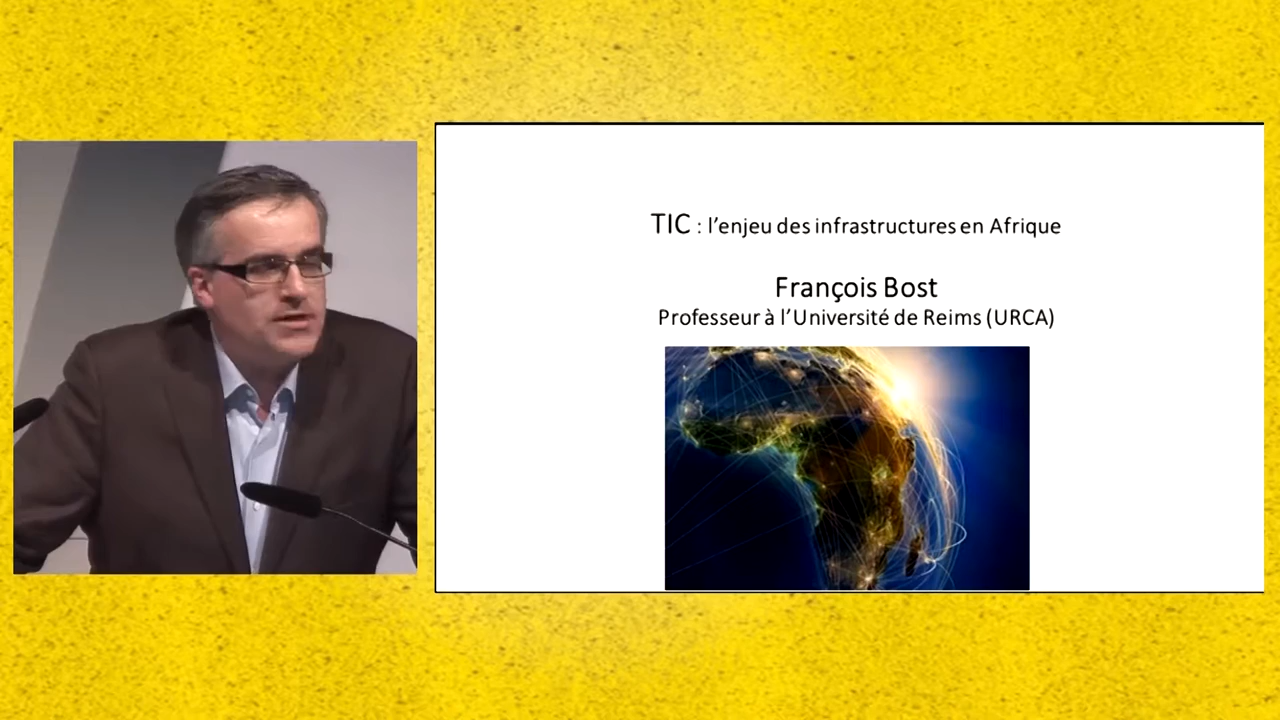 TIC : l’enjeu des infrastructures en Afrique
François Bost
Professeur à l’Université de Reims (URCA)